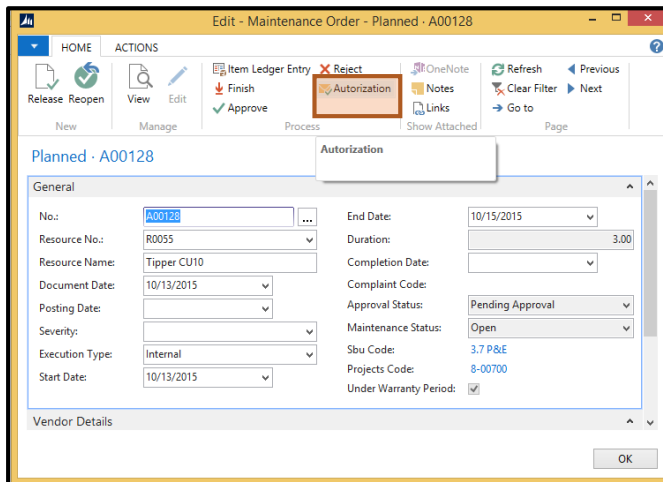 Edit - Maintenance Order - Planned · A00128
HOME ACTIONS
Item Ledger Entry Reject OneNote Refresh Previous
Release Reopen View Edit Finish Autorization Notes Clear Filter Next
Approve Links Go to
New Manage Process Show Attached Page
Autorization
Planned · A00128
General
No.: A00128 ... End Date: 10/15/2015
Resource No.: R0055 Duration: 3.00
Resource Name: Tipper CU10 Completion Date:
Document Date: 10/13/2015 Complaint Code:
Posting Date: Approval Status: Pending Approval
Severity: Maintenance Status: Open
Execution Type: Internal Sbu Code: 3.7 P&E
Start Date: 10/13/2015 Projects Code: 8-00700
Under Warranty Period:
Vendor Details
OK